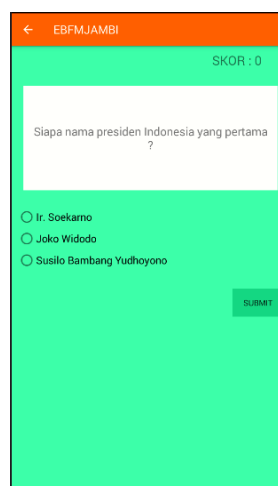 EBFMJAMBI
SKOR : 0
Siapa nama presiden Indonesia yang pertama
?
Ir. Soekarno
Joko Widodo
Susilo Bambang Yudhoyono
SUBMIT